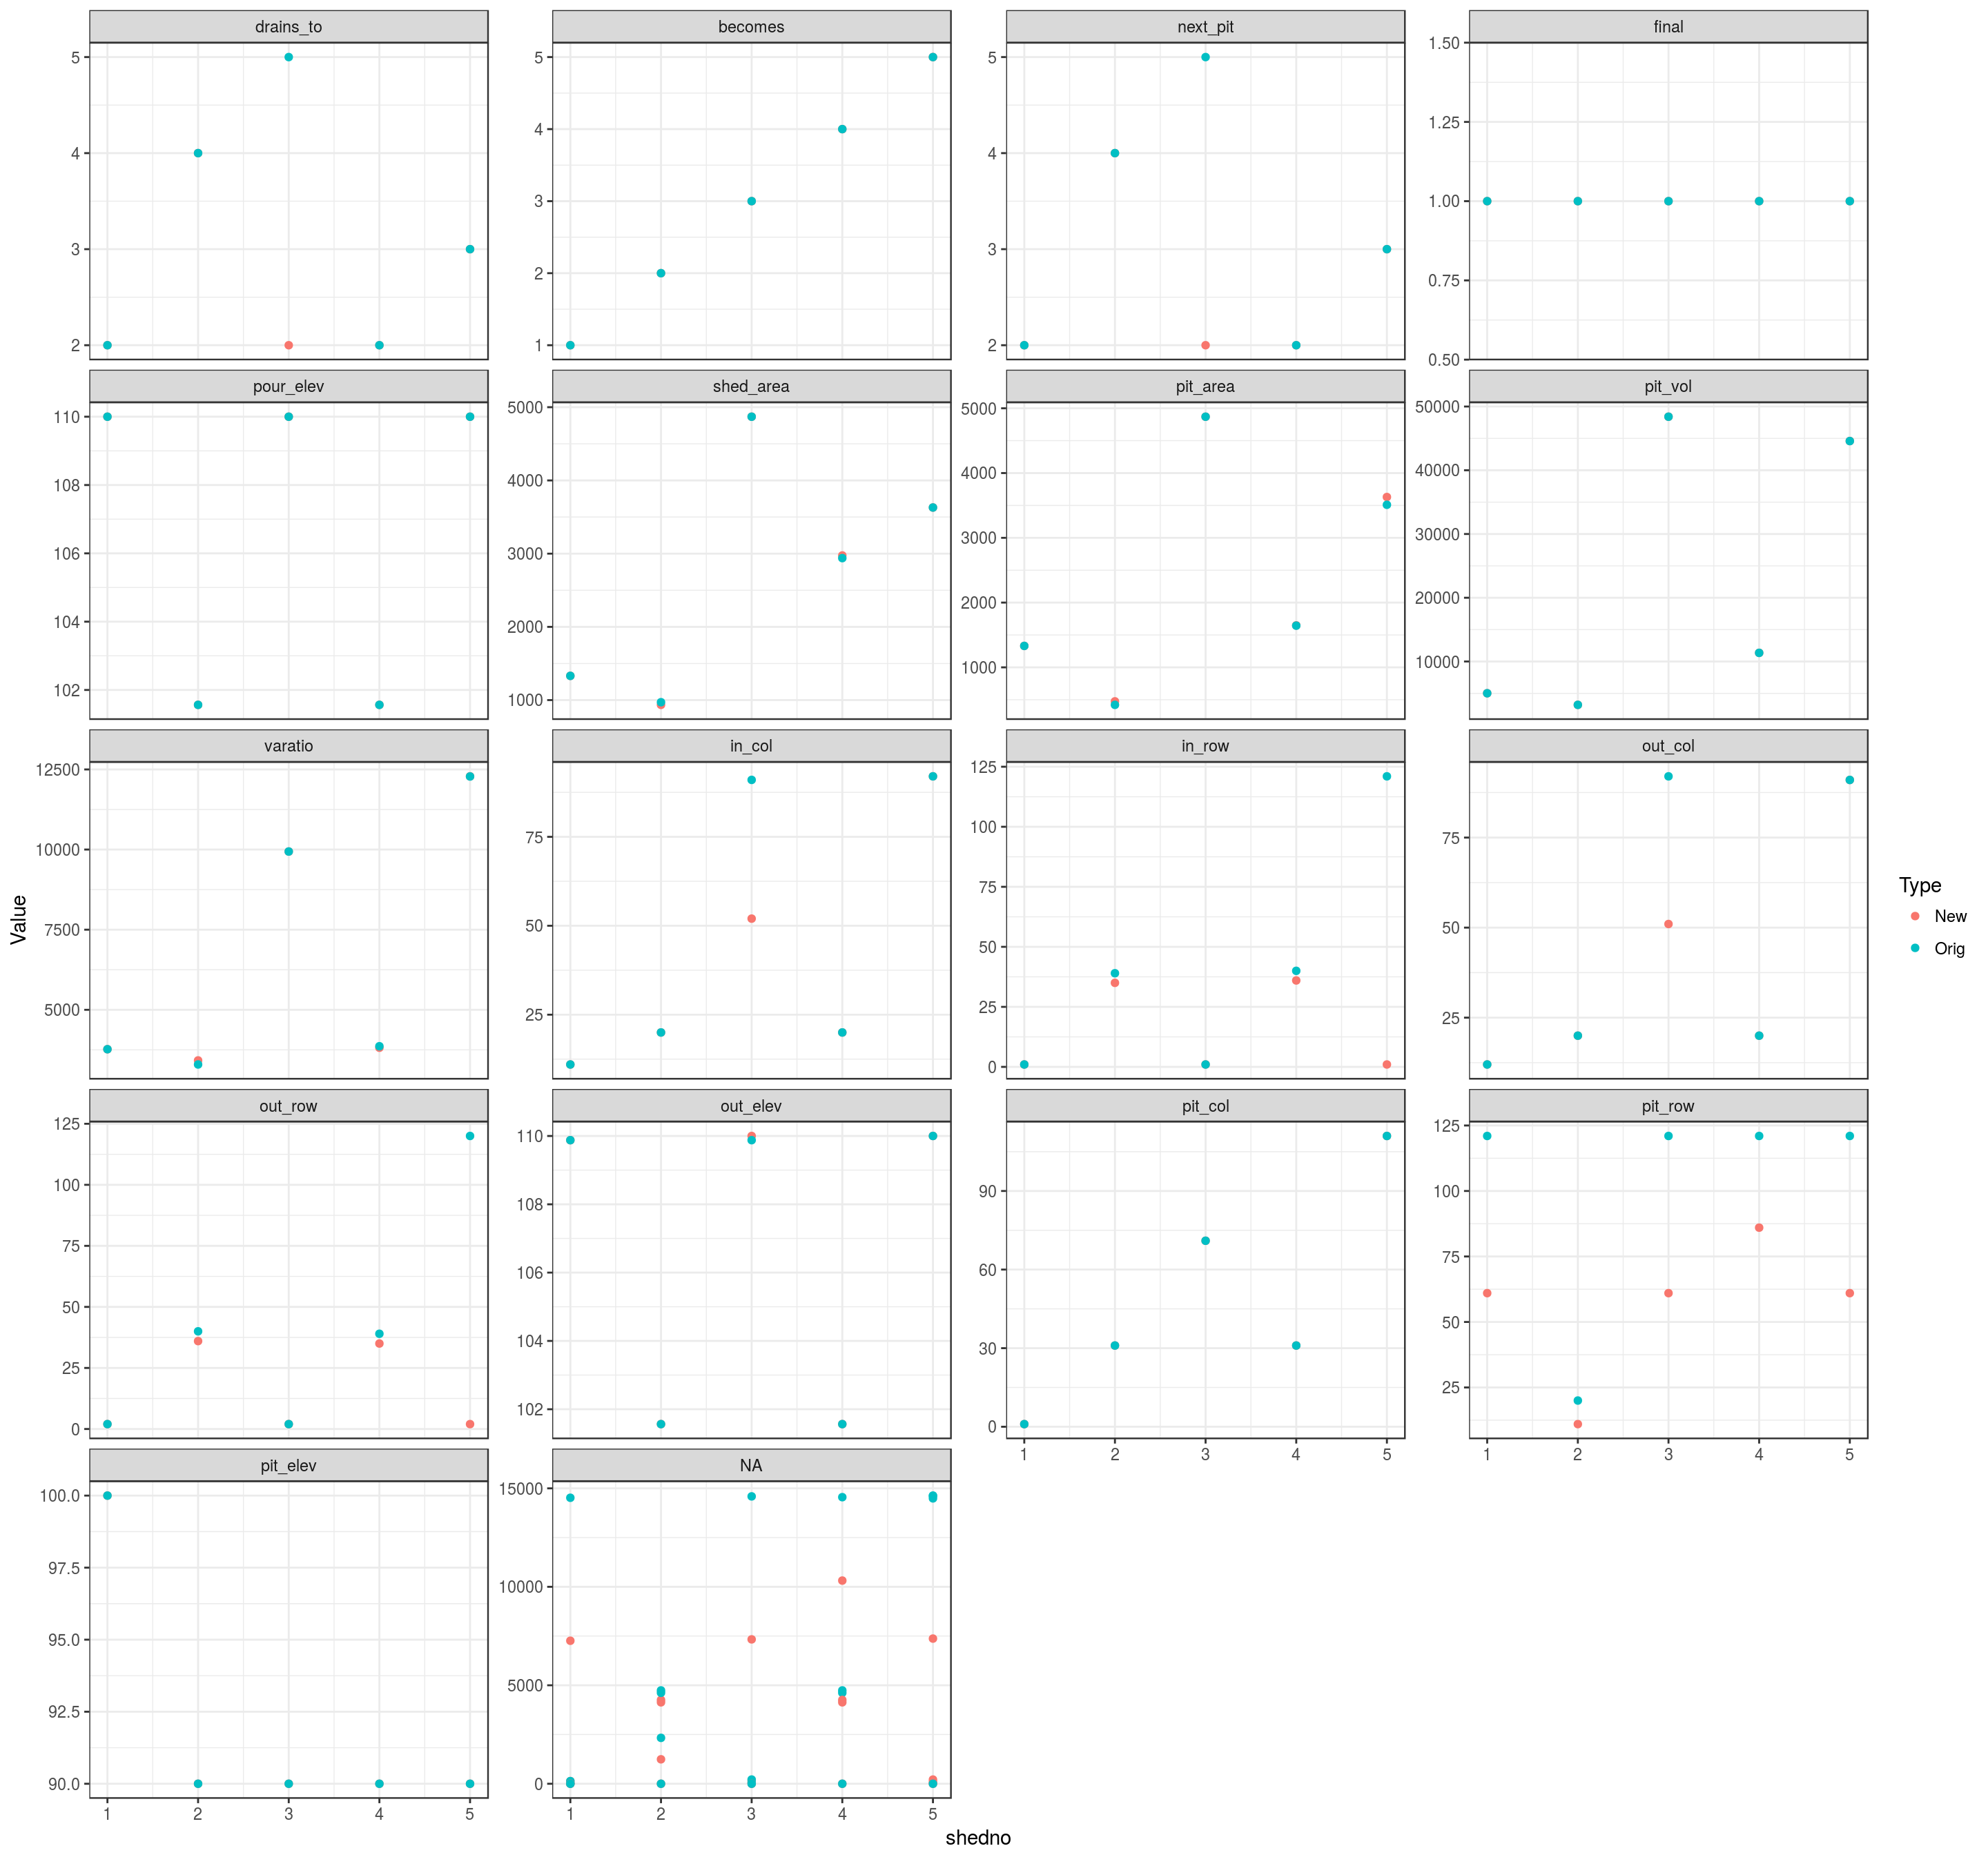 drains_to becomes next_pit final
5 4 3 2
5 4 3 2 1
5 4 3 2
1.50 1.25 1.00 0.75 0.50
pour_elev shed_area pit_area pit_vol
110 108 106 104 102
5000 4000 3000 2000 1000
5000 4000 3000 2000 1000
50000 40000 30000 20000 10000
varatio in_col in_row out_col
12500 10000 7500 5000
75 50 25
125 100 75 50 25 0
75 50 25
Value
Type
New
Orig
out_row out_elev pit_col pit_row
125 100 75 50 25 0
110 108 106 104 102
90 60 30 0
125 100 75 50 25
1 2 3 4 5
1 2 3 4 5
pit_elev NA
100.0 97.5 95.0 92.5 90.0
15000 10000 5000 0
1 2 3 4 5
1 2 3 4 5
shedno